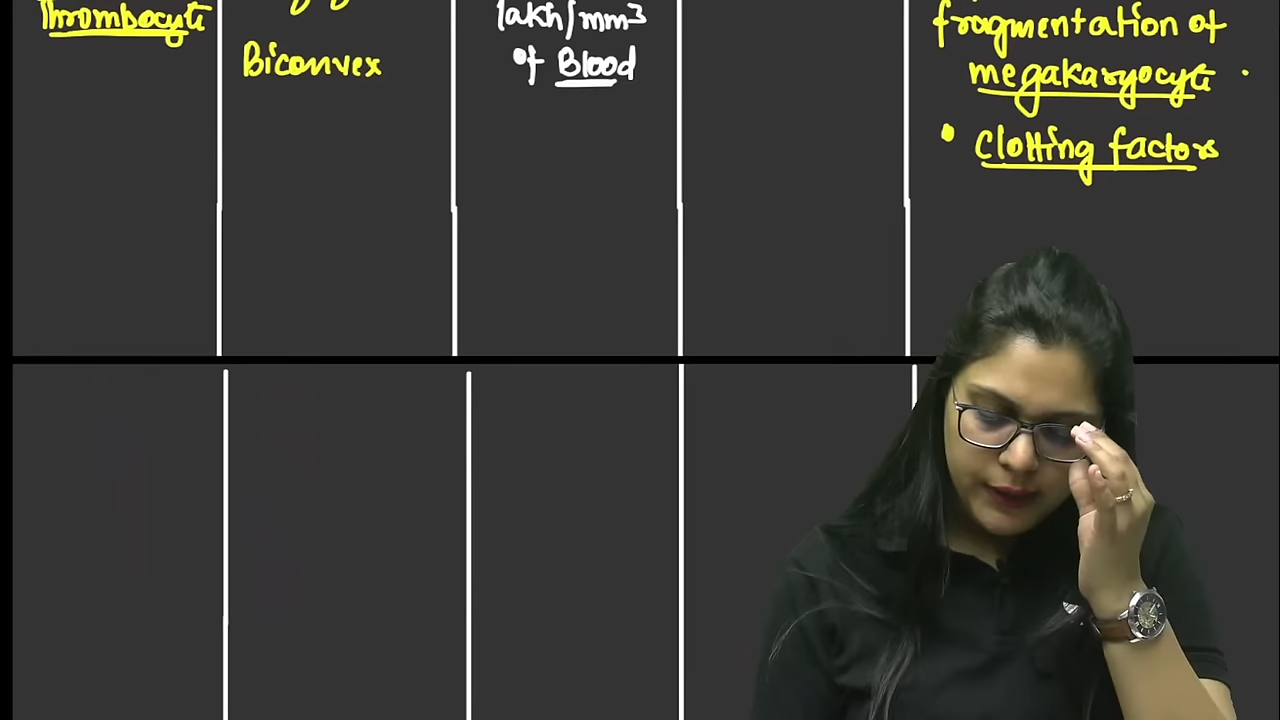 Thrombocyte
Biconvex
lakh/mm³
of Blood
fragmentation of
megakaryocyte
• Clotting factors